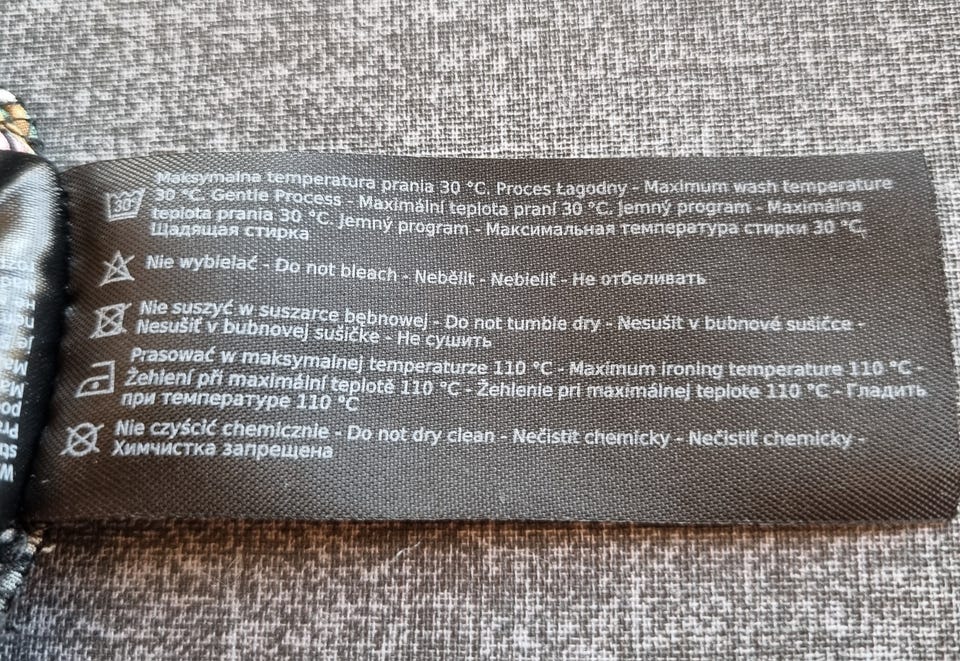 30°
Maksymalna temperatura prania 30 °C. Proces Łagodny - Maximum wash temperature
30 °C. Gentle Process - Maximální teplota praní 30 °C. Jemný program - Maximálna
teplota prania 30 °C. Jemný program - Максимальная температура стирки 30 °C,
Щадящая стирка
Nie wybielać - Do not bleach - Nebělit - Nebieliť - Не отбеливать
Nie suszyć w suszarce bębnowej - Do not tumble dry - Nesušit v bubnové sušičce -
Nesušiť v bubnovej sušičke - Не сушить
Prasować w maksymalnej temperaturze 110 °C - Maximum ironing temperature 110 °C -
Žehlení při maximální teplotě 110 °C - Žehlenie pri maximálnej teplote 110 °C - Гладить
при температуре 110 °C
Nie czyścić chemicznie - Do not dry clean - Nečistit chemicky - Nečistiť chemicky -
Химчистка запрещена